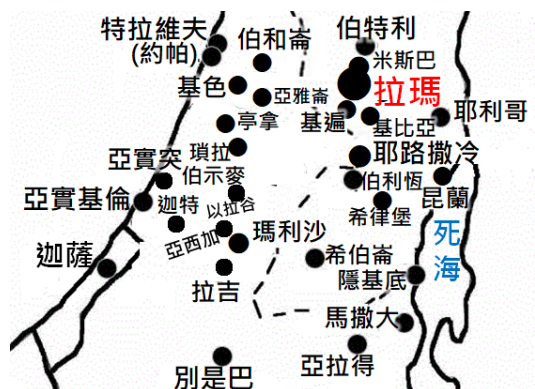 特拉維夫
(約帕)
伯和崙
伯特利
米斯巴
基色
亞雅崙
拉瑪
亭拿
基遍
基比亞
耶利哥
瑣拉
耶路撒冷
亞實突
伯示麥
伯利恆
昆蘭
亞實基倫
迦特
以拉谷
希律堡
亞西加
瑪利沙
死
海
迦薩
希伯崙
隱基底
拉吉
馬撒大
亞拉得
別是巴